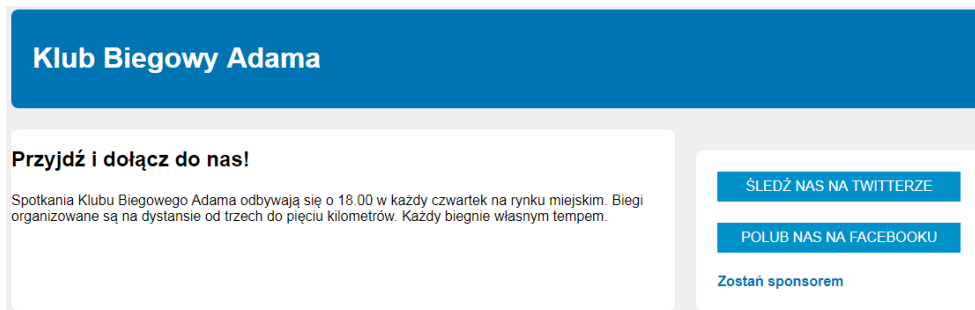 Klub Biegowy Adama
Przyjdź i dołącz do nas!
Spotkania Klubu Biegowego Adama odbywają się o 18.00 w każdy czwartek na rynku miejskim. Biegi
organizowane są na dystansie od trzech do pięciu kilometrów. Każdy biegnie własnym tempem.
ŚLEDŹ NAS NA TWITTERZE
POLUB NAS NA FACEBOOKU
Zostań sponsorem